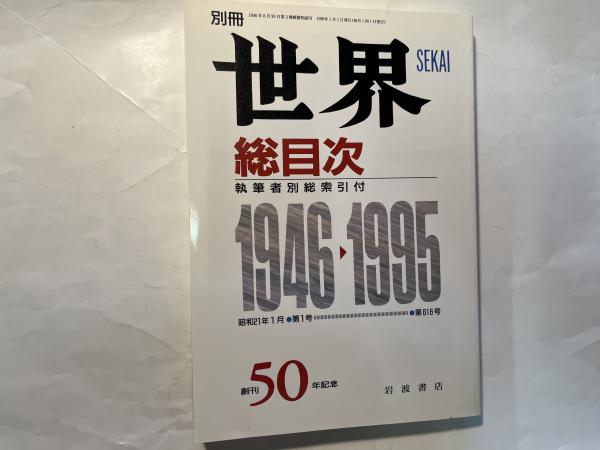 別冊
世界
SEKAI
総目次
執筆者別総索引付
1946▶1995
昭和21年1月●第1号 ●第616号
創刊50年記念
岩波書店